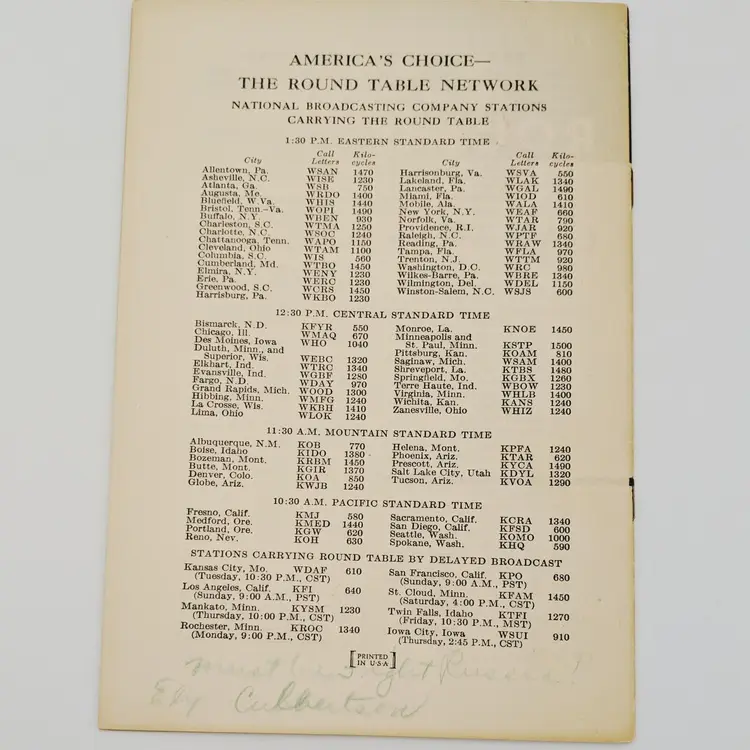 AMERICA'S CHOICE—
THE ROUND TABLE NETWORK
NATIONAL BROADCASTING COMPANY STATIONS
CARRYING THE ROUND TABLE
1:30 P.M. EASTERN STANDARD TIME
City Call Letters Kilo-cycles
Allentown, Pa. WSAN 1470
Asheville, N.C. WISE 1230
Atlanta, Ga. WSB 750
Augusta, Me. WRDO 1400
Bluefield, W.Va. WHIS 1440
Bristol, Tenn.-Va. WOPI 1490
Buffalo, N.Y. WBEN 930
Charleston, S.C. WTMA 1250
Charlotte, N.C. WSOC 1240
Chattanooga, Tenn. WAPO 1150
Cleveland, Ohio WTAM 1100
Columbia, S.C. WIS 560
Cumberland, Md. WTBO 1450
Elmira, N.Y. WENY 1230
Erie, Pa. WERC 1230
Greenwood, S.C. WCRS 1450
Harrisburg, Pa. WKBO 1230
City Call Letters Kilo-cycles
Harrisonburg, Va. WSVA 550
Lakeland, Fla. WLAK 1340
Lancaster, Pa. WGAL 1490
Miami, Fla. WIOD 610
Mobile, Ala. WALA 1410
New York, N.Y. WEAF 660
Norfolk, Va. WTAR 790
Providence, R.I. WJAR 920
Raleigh, N.C. WPTF 680
Reading, Pa. WRAW 1340
Tampa, Fla. WFLA 970
Trenton, N.J. WTTM 920
Washington, D.C. WRC 980
Wilkes-Barre, Pa. WBRE 1340
Wilmington, Del. WDEL 1150
Winston-Salem, N.C. WSJS 600
12:30 P.M. CENTRAL STANDARD TIME
Bismarck, N.D. KFYR 550
Chicago, Ill. WMAQ 670
Des Moines, Iowa WHO 1040
Duluth, Minn., and
Superior, Wis. WEBC 1320
Elkhart, Ind. WTRC 1340
Evansville, Ind. WGBF 1280
Fargo, N.D. WDAY 970
Grand Rapids, Mich. WOOD 1300
Hibbing, Minn. WMFG 1240
La Crosse, Wis. WKBH 1410
Lima, Ohio WLOK 1240
Monroe, La. KNOE 1450
Minneapolis and
St. Paul, Minn. KSTP 1500
Pittsburg, Kan. KOAM 810
Saginaw, Mich. WSAM 1400
Shreveport, La. KTBS 1480
Springfield, Mo. KGBX 1260
Terre Haute, Ind. WBOW 1230
Virginia, Minn. WHLB 1400
Wichita, Kan. KANS 1240
Zanesville, Ohio WHIZ 1240
11:30 A.M. MOUNTAIN STANDARD TIME
Albuquerque, N.M. KOB 770
Boise, Idaho KIDO 1380
Bozeman, Mont. KRBM 1450
Butte, Mont. KGIR 1370
Denver, Colo. KOA 850
Globe, Ariz. KWJB 1240
Helena, Mont. KPFA 1240
Phoenix, Ariz. KTAR 620
Prescott, Ariz. KYCA 1490
Salt Lake City, Utah KDYL 1320
Tucson, Ariz. KVOA 1290
10:30 A.M. PACIFIC STANDARD TIME
Fresno, Calif. KMJ 580
Medford, Ore. KMED 1440
Portland, Ore. KGW 620
Reno, Nev. KOH 630
Sacramento, Calif. KCRA 1340
San Diego, Calif. KFSD 600
Seattle, Wash. KOMO 1000
Spokane, Wash. KHQ 590
STATIONS CARRYING ROUND TABLE BY DELAYED BROADCAST
Kansas City, Mo. WDAF 610
(Tuesday, 10:30 P.M., CST)
Los Angeles, Calif. KFI 640
(Sunday, 9:00 A.M., PST)
Mankato, Minn. KYSM 1230
(Thursday, 10:00 P.M., CST)
Rochester, Minn. KROC 1340
(Monday, 9:00 P.M., CST)
San Francisco, Calif. KPO 680
(Sunday, 9:00 A.M., PST)
St. Cloud, Minn. KFAM 1450
(Saturday, 4:00 P.M., CST)
Twin Falls, Idaho KTFI 1270
(Friday, 10:30 P.M., MST)
Iowa City, Iowa WSUI 910
(Thursday, 2:45 P.M., CST)
[PRINTED
IN U·S·A]
must Russia!
Ely Culbertson